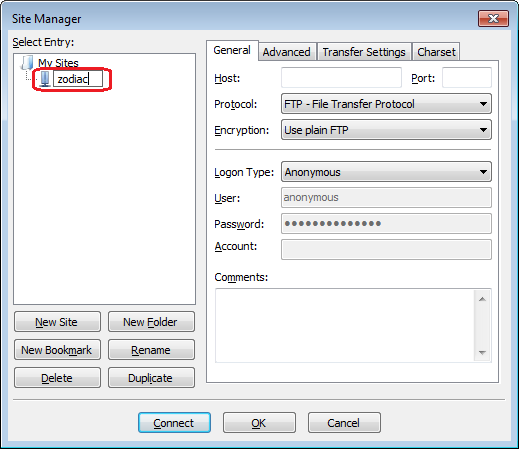 Site Manager
Select Entry:
My Sites
zodiac
New Site
New Folder
New Bookmark
Rename
Delete
Duplicate
General
Advanced
Transfer Settings
Charset
Host:
Port:
Protocol:
FTP - File Transfer Protocol
Encryption:
Use plain FTP
Logon Type:
Anonymous
User:
anonymous
Password:
●●●●●●●●●●●●●●
Account:
Comments:
Connect
OK
Cancel